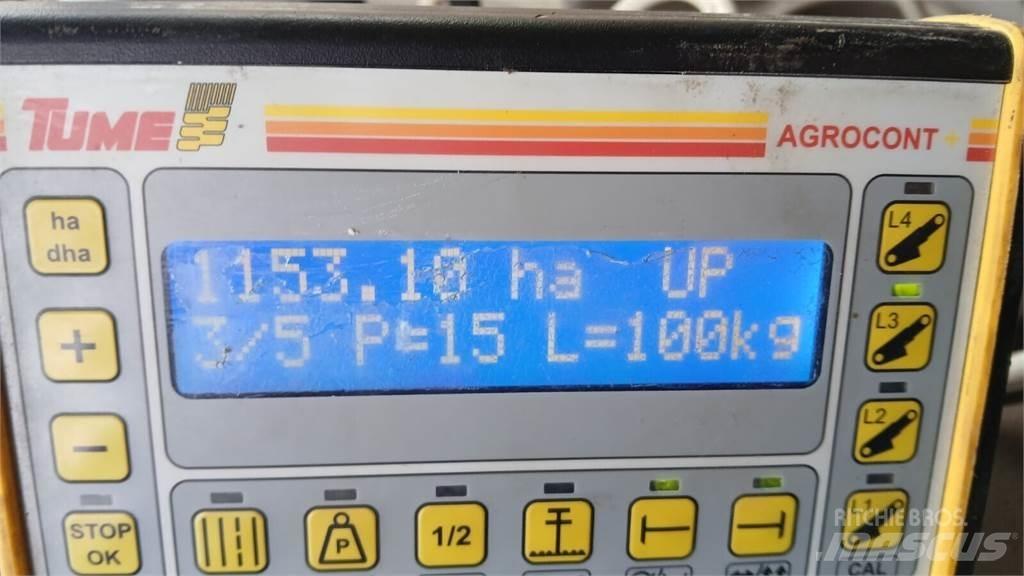 TUME
AGROCONT +
ha
dha
1153.10 ha UP
3/5 P=15 L=100kg
L4
L3
L2
L1
+
-
STOP
OK
P
1/2
CAL
RITCHIE BROS.
MASCUS